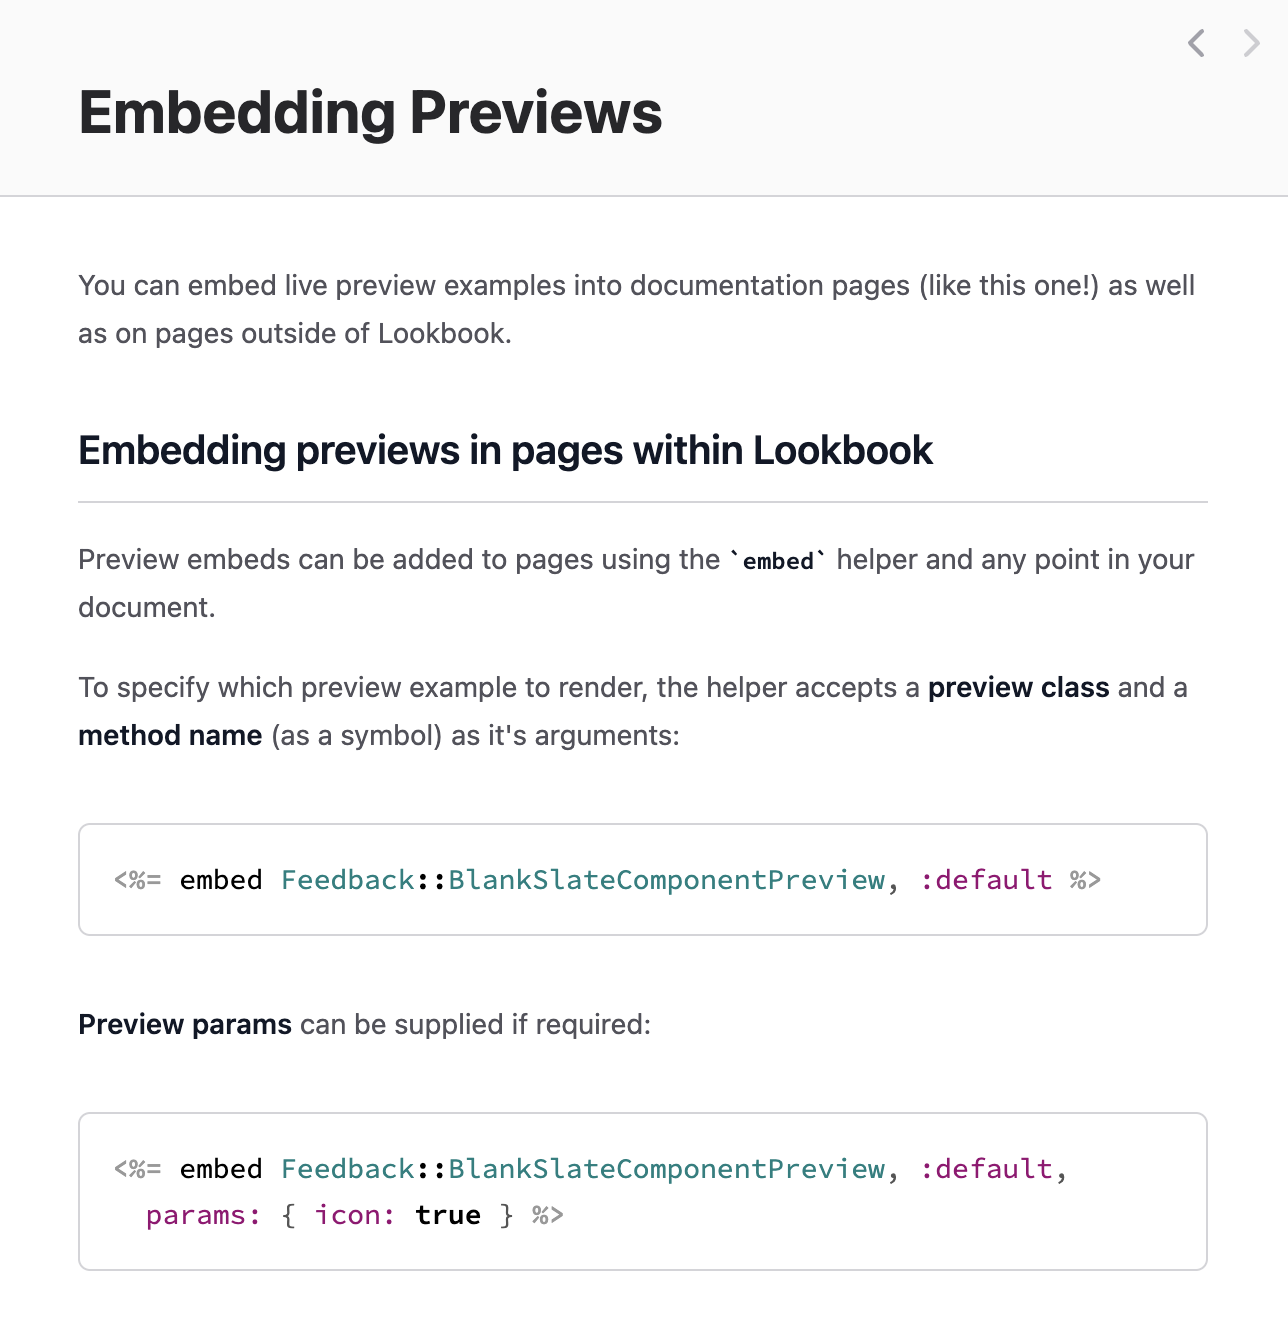 Embedding Previews
You can embed live preview examples into documentation pages (like this one!) as well
as on pages outside of Lookbook.
Embedding previews in pages within Lookbook
Preview embeds can be added to pages using the `embed` helper and any point in your
document.
To specify which preview example to render, the helper accepts a preview class and a
method name (as a symbol) as it's arguments:
<%= embed Feedback::BlankSlateComponentPreview, :default %>
Preview params can be supplied if required:
<%= embed Feedback::BlankSlateComponentPreview, :default,
  params: { icon: true } %>